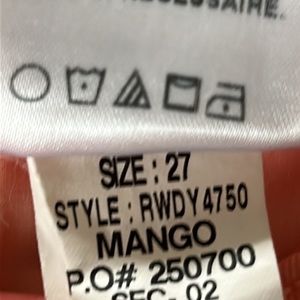 NÉCESSAIRE.
SIZE : 27
STYLE : RWDY4750
MANGO
P.O# 250700
SEC- 02